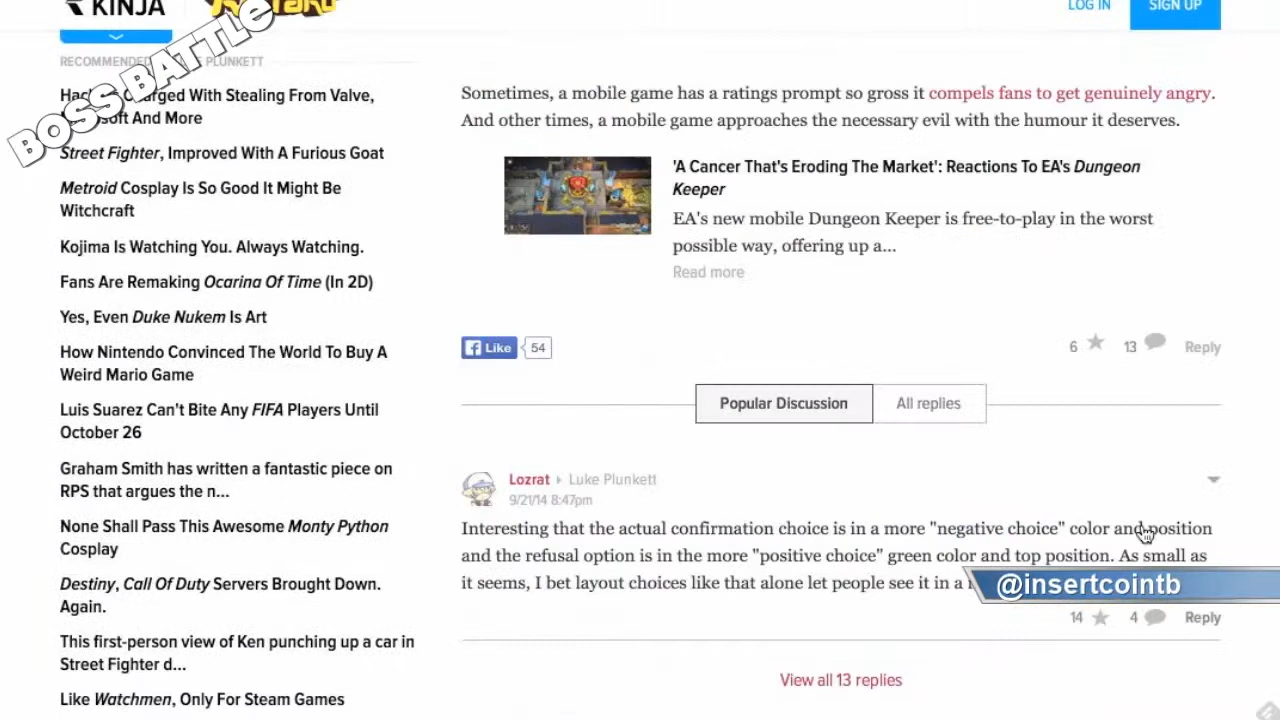 KINJA
LOG IN
SIGN UP
BOSS BATTLE
RECOMMENDED PLUNKETT
Charged With Stealing From Valve,
And More
Street Fighter, Improved With A Furious Goat
Metroid Cosplay Is So Good It Might Be
Witchcraft
Kojima Is Watching You. Always Watching.
Fans Are Remaking Ocarina Of Time (In 2D)
Yes, Even Duke Nukem Is Art
How Nintendo Convinced The World To Buy A
Weird Mario Game
Luis Suarez Can't Bite Any FIFA Players Until
October 26
Graham Smith has written a fantastic piece on
RPS that argues the n...
None Shall Pass This Awesome Monty Python
Cosplay
Destiny, Call Of Duty Servers Brought Down.
Again.
This first-person view of Ken punching up a car in
Street Fighter d...
Like Watchmen, Only For Steam Games
Sometimes, a mobile game has a ratings prompt so gross it compels fans to get genuinely angry.
And other times, a mobile game approaches the necessary evil with the humour it deserves.
'A Cancer That's Eroding The Market': Reactions To EA's Dungeon
Keeper
EA's new mobile Dungeon Keeper is free-to-play in the worst
possible way, offering up a...
Read more
Like 54
6 13 Reply
Popular Discussion All replies
Lozrat Luke Plunkett
9/21/14 8:47pm
Interesting that the actual confirmation choice is in a more "negative choice" color and position
and the refusal option is in the more "positive choice" green color and top position. As small as
it seems, I bet layout choices like that alone let people see it in a
@insertcointb
14 4 Reply
View all 13 replies